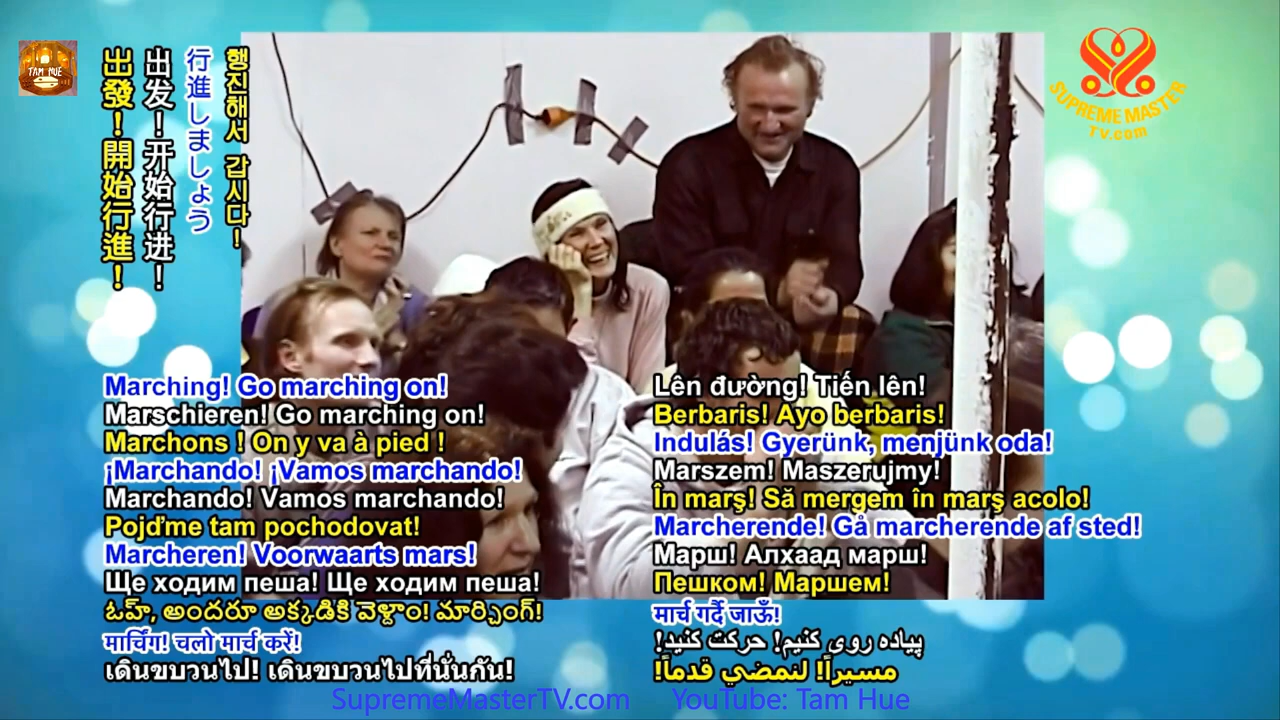 TAM HUE
出發！開始行進！
出发！开始行进！
行進しましょう
행진해서 갑시다!
SUPREME MASTER
TV.com
Marching! Go marching on!
Marschieren! Go marching on!
Marchons ! On y va à pied !
¡Marchando! ¡Vamos marchando!
Marchando! Vamos marchando!
Pojďme tam pochodovat!
Marcheren! Voorwaarts mars!
Ще ходим пеша! Ще ходим пеша!
ఓహ్, అందరూ అక్కడికి వెళ్దాం! మార్చింగ్!
मार्चिंग! चलो मार्च करें!
เดินขบวนไป! เดินขบวนไปที่นั่นกัน!
Lên đường! Tiến lên!
Berbaris! Ayo berbaris!
Indulás! Gyerünk, menjünk oda!
Marszem! Maszerujmy!
În marş! Să mergem în marş acolo!
Marcherende! Gå marcherende af sted!
Марш! Алхаад марш!
Пешком! Маршем!
मार्च गर्दै जाऊँ!
پیاده روی کنیم! حرکت کنید!
مسيراً! لنمضي قدماً!
SupremeMasterTV.com YouTube: Tam Hue